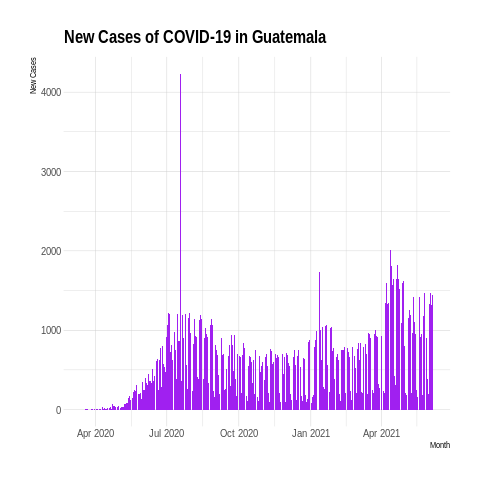 New Cases of COVID-19 in Guatemala
New Cases
4000
3000
2000
1000
0
Apr 2020
Jul 2020
Oct 2020
Jan 2021
Apr 2021
Month